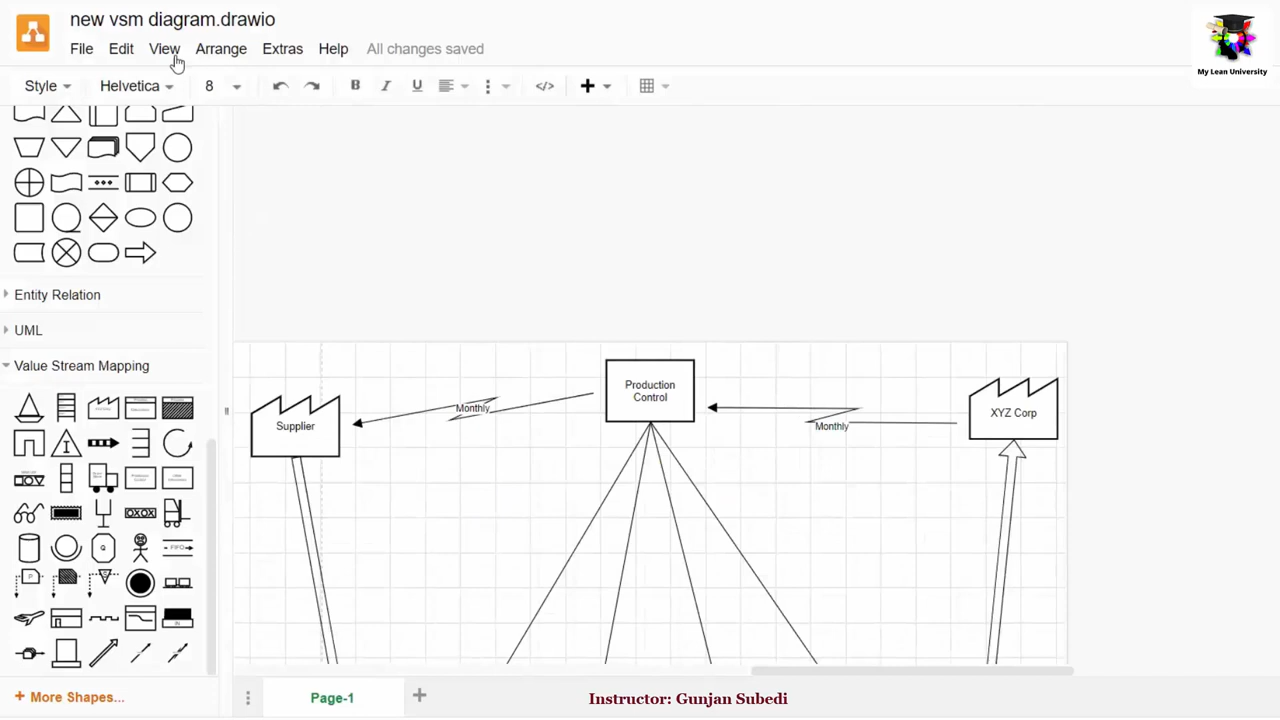 new vsm diagram.drawio
File Edit View Arrange Extras Help All changes saved
My Lean University
Style Helvetica 8 B I U
Entity Relation
UML
Value Stream Mapping
FIFO
Production
Control
Monthly
Supplier
Monthly
XYZ Corp
+ More Shapes...
Page-1
Instructor: Gunjan Subedi